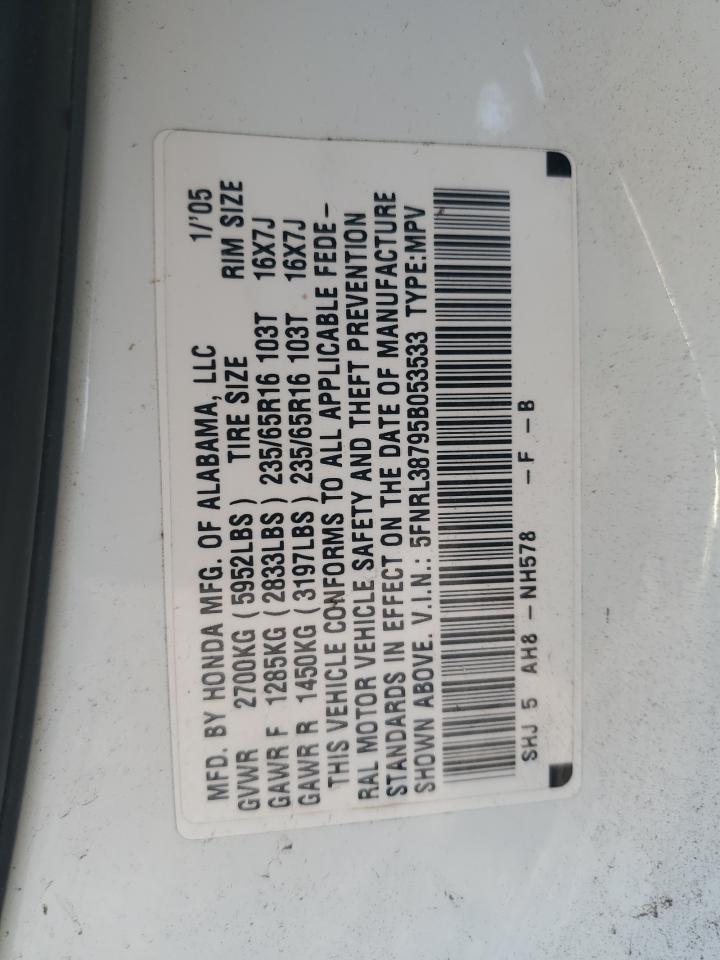 MFD. BY HONDA MFG. OF ALABAMA, LLC 1/'05
GVWR 2700KG (5952LBS) TIRE SIZE RIM SIZE
GAWR F 1285KG (2833LBS) 235/65R16 103T 16X7J
GAWR R 1450KG (3197LBS) 235/65R16 103T 16X7J
THIS VEHICLE CONFORMS TO ALL APPLICABLE FEDE-
RAL MOTOR VEHICLE SAFETY AND THEFT PREVENTION
STANDARDS IN EFFECT ON THE DATE OF MANUFACTURE
SHOWN ABOVE. V.I.N.: 5FNRL38795B053533 TYPE:MPV
SHJ 5 AH8 - NH578 - F - B